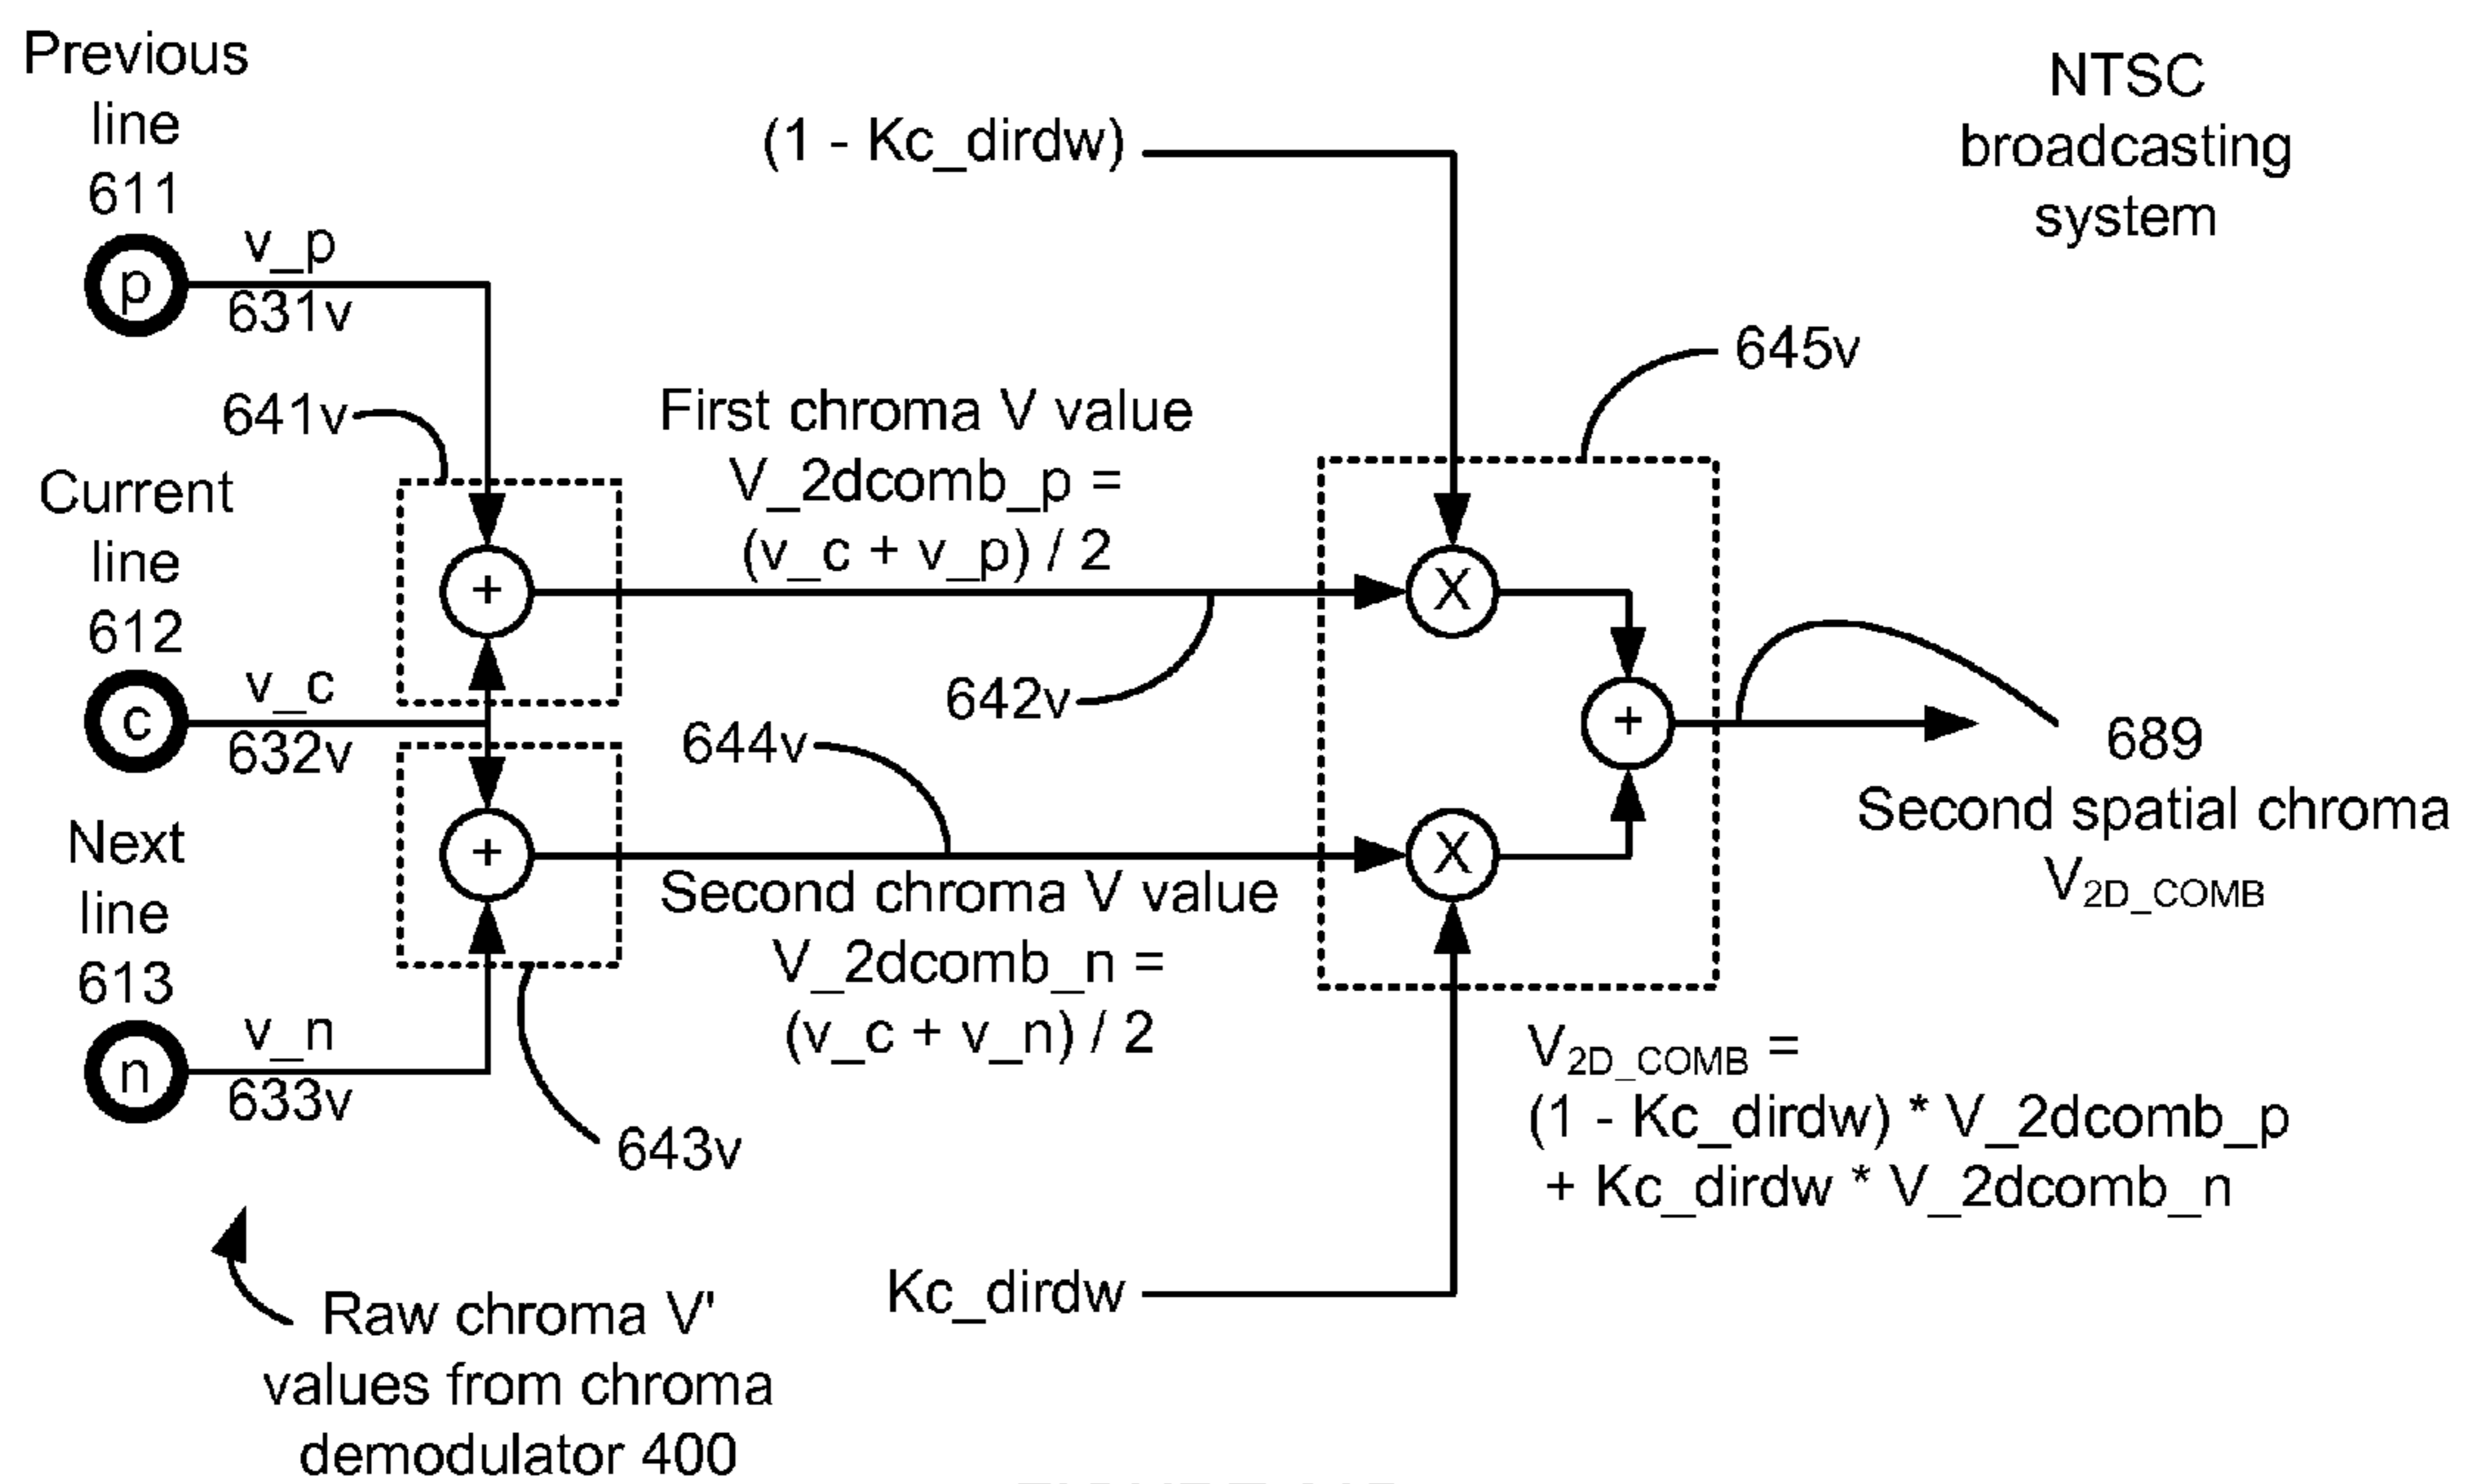 Previous
line
611
p
v_p
631v
641v
Current
line
612
c
v_c
632v
Next
line
613
n
v_n
633v
643v
+
+
(1 - Kc_dirdw)
First chroma V value
V_2dcomb_p =
(v_c + v_p) / 2
642v
644v
Second chroma V value
V_2dcomb_n =
(v_c + v_n) / 2
Kc_dirdw
Raw chroma V'
values from chroma
demodulator 400
NTSC
broadcasting
system
645v
X
X
+
689
Second spatial chroma
V2D_COMB
V2D_COMB =
(1 - Kc_dirdw) * V_2dcomb_p
+ Kc_dirdw * V_2dcomb_n